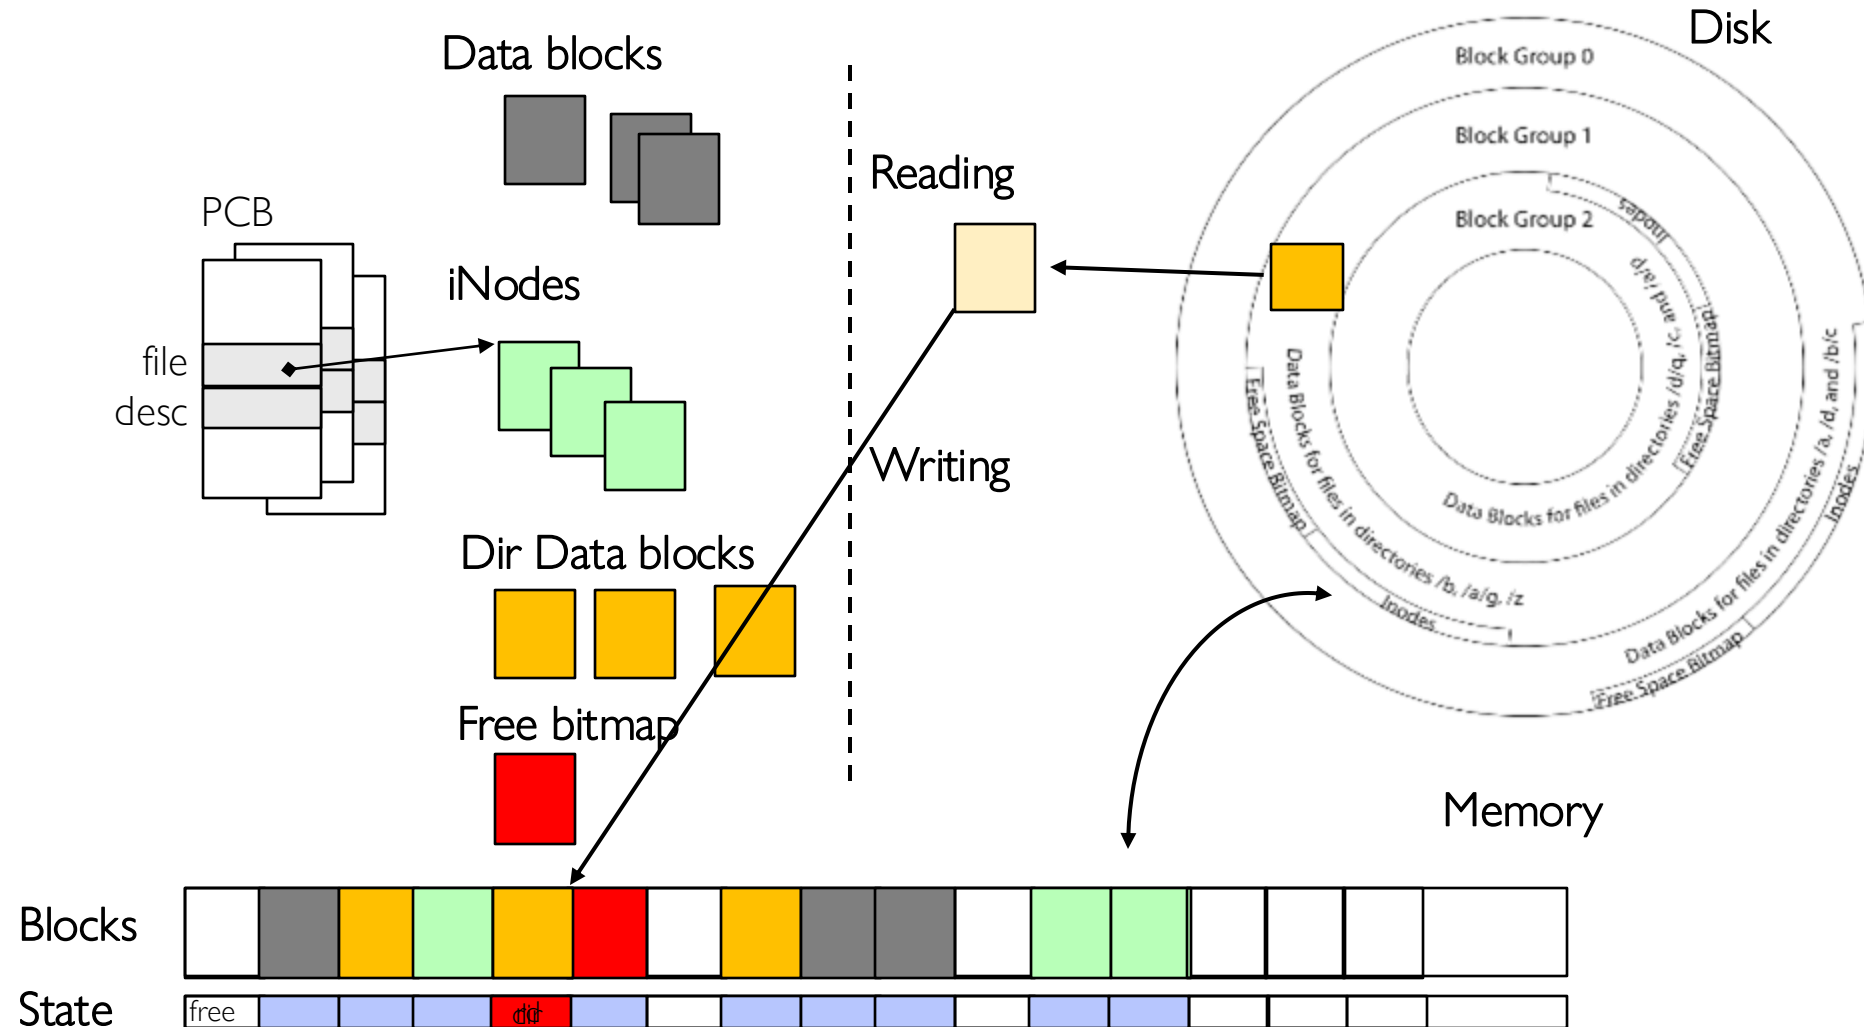 Data blocks
Disk
Block Group 0
Block Group 1
Reading
PCB
Block Group 2
Inodes
iNodes
file
desc
Data Blocks for files in directories /d/q, /c, and /a/p
Free Space Bitmap
Free Space Bitmap
Data Blocks for files in directories /b, /a/g, /z
Inodes
Data Blocks for files in directories /a, /d, and /b/c
Inodes
Free Space Bitmap
Writing
Dir Data blocks
Free bitmap
Memory
Blocks
State
free